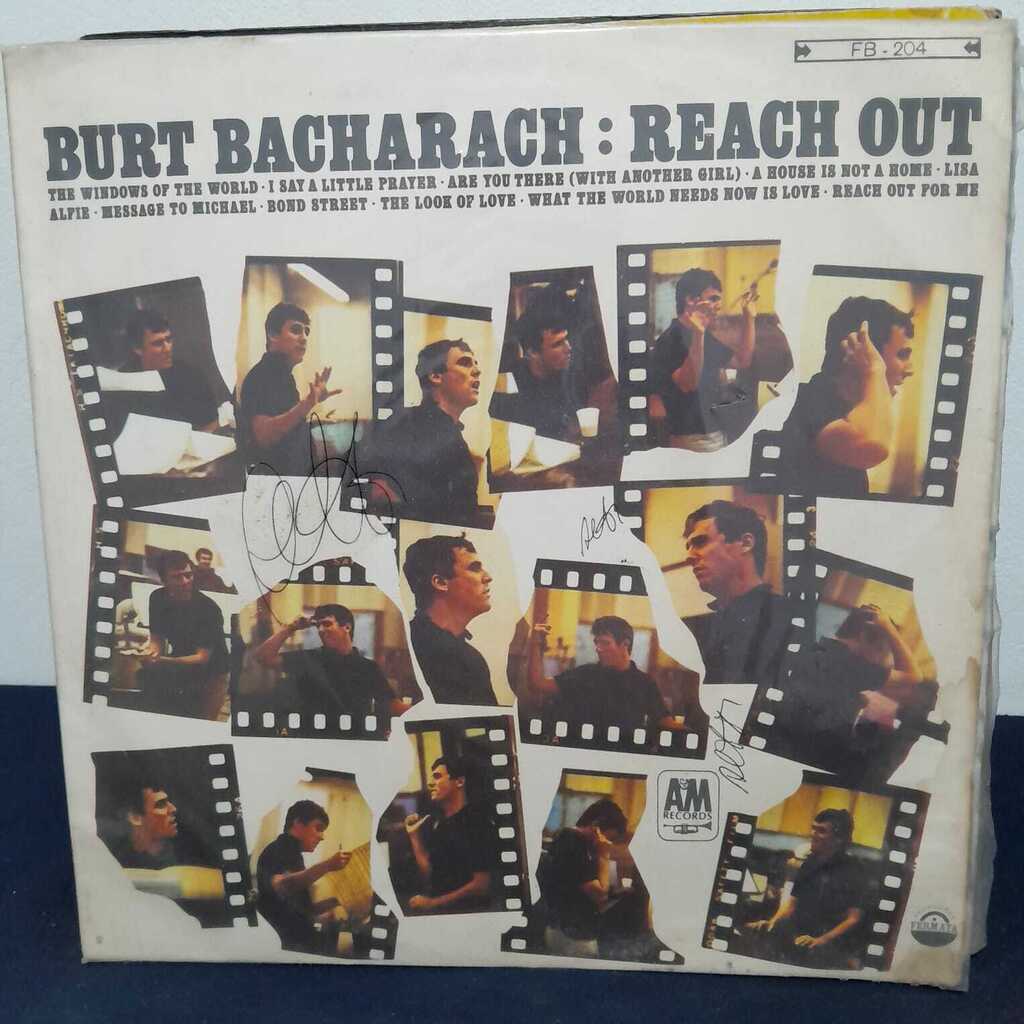 FB - 204
BURT BACHARACH : REACH OUT
THE WINDOWS OF THE WORLD · I SAY A LITTLE PRAYER · ARE YOU THERE (WITH ANOTHER GIRL) · A HOUSE IS NOT A HOME · LISA
ALFIE · MESSAGE TO MICHAEL · BOND STREET · THE LOOK OF LOVE · WHAT THE WORLD NEEDS NOW IS LOVE · REACH OUT FOR ME
A&M
RECORDS
FERMATA